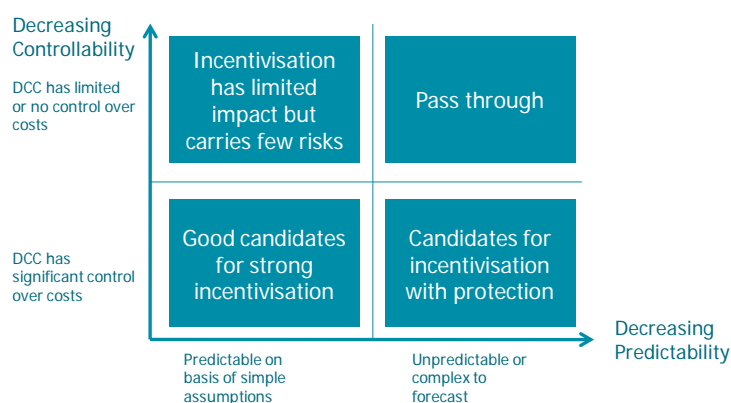 Decreasing
Controllability
DCC has limited
or no control over
costs
Incentivisation
has limited
impact but
carries few risks
Pass through
DCC has
significant control
over costs
Good candidates
for strong
incentivisation
Candidates for
incentivisation
with protection
Decreasing
Predictability
Predictable on
basis of simple
assumptions
Unpredictable or
complex to
forecast